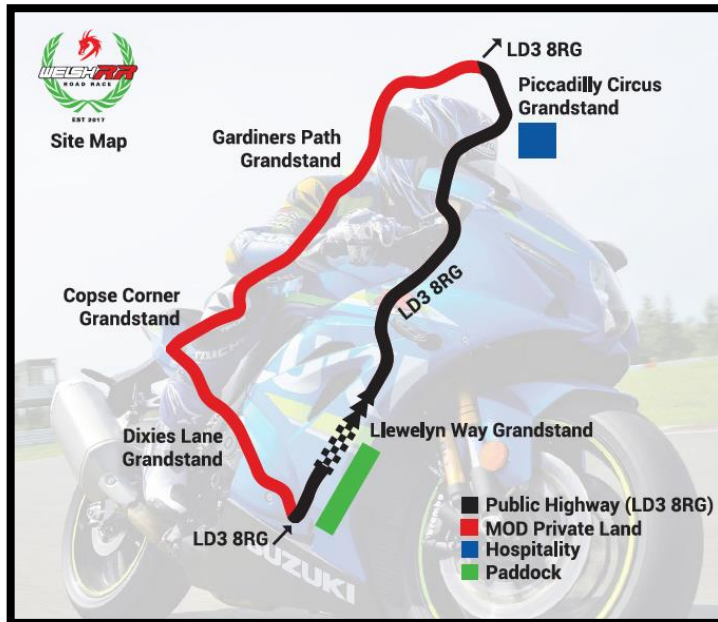 WELSH RR
ROAD RACE
EST 2017
Site Map
LD3 8RG
Piccadilly Circus
Grandstand
Gardiners Path
Grandstand
LD3 8RG
Copse Corner
Grandstand
Dixies Lane
Grandstand
Llewelyn Way Grandstand
LD3 8RG
SUZUKI
Public Highway (LD3 8RG)
MOD Private Land
Hospitality
Paddock